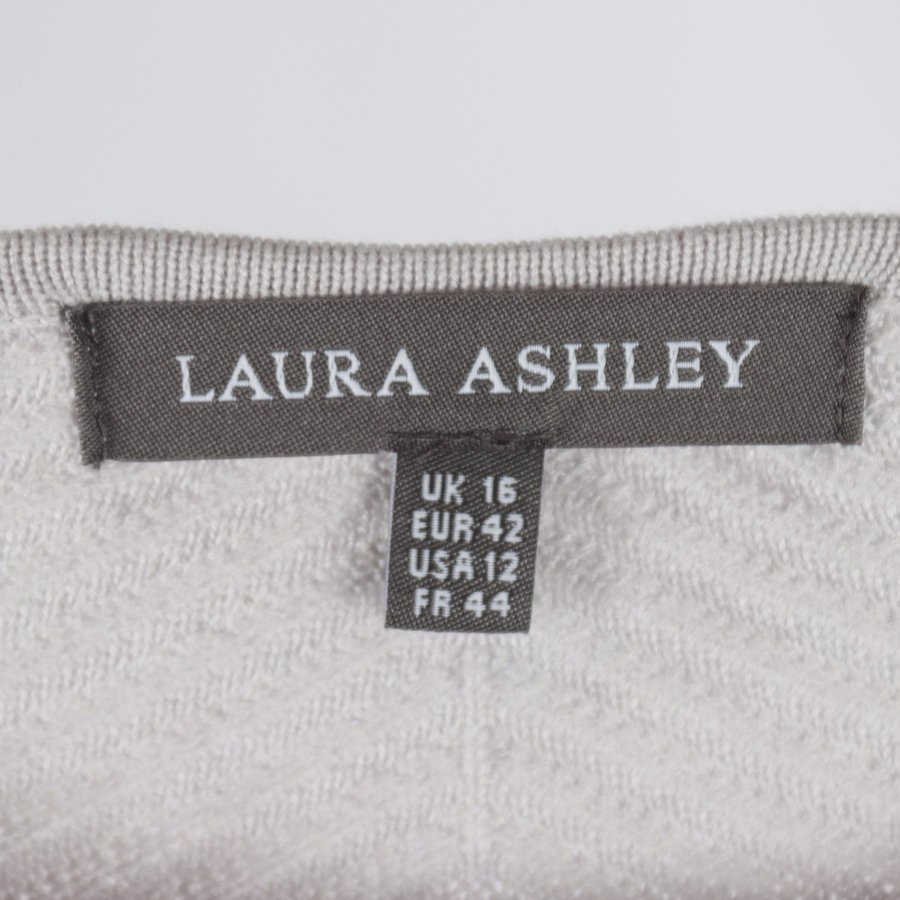 LAURA ASHLEY
UK 16
EUR 42
USA 12
FR 44